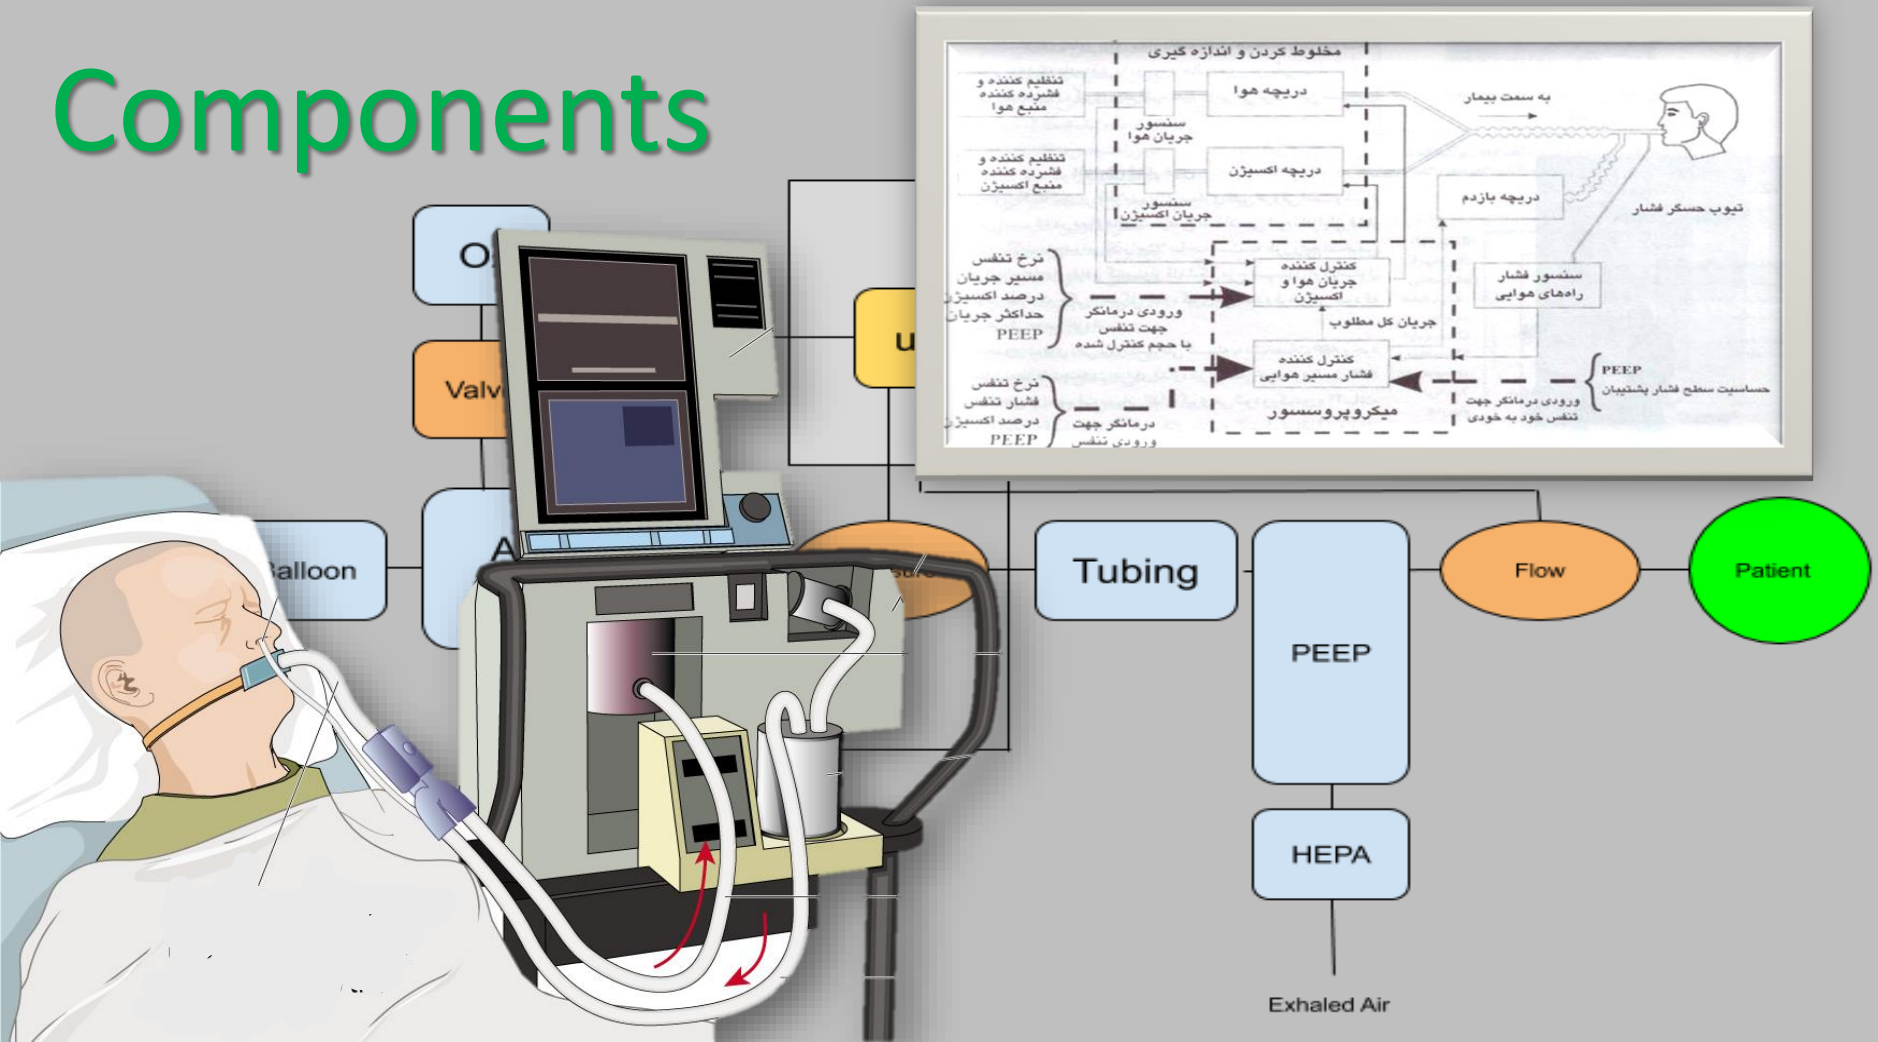 Components
مخلوط کردن و اندازه گیری
تنظیم کننده و
فشرده کننده
منبع هوا
سنسور
جریان هوا
دریچه هوا
به سمت بیمار
تنظیم کننده و
فشرده کننده
منبع اکسیژن
سنسور
جریان اکسیژن
دریچه اکسیژن
دریچه بازدم
تیوب حسگر فشار
نرخ تنفس
مسیر جریان
درصد اکسیژن
حداکثر جریان
PEEP
ورودی درمانگر
جهت تنفس
با حجم کنترل شده
کنترل کننده
جریان هوا و
اکسیژن
سنسور فشار
راه‌های هوایی
جریان کل مطلوب
کنترل کننده
فشار مسیر هوایی
میکروپروسسور
نرخ تنفس
فشار تنفس
درصد اکسیژن
PEEP
درمانگر جهت
ورودی تنفس
PEEP
حساسیت سطح فشار پشتیبان
ورودی درمانگر جهت
تنفس خود به خودی
Balloon
Tubing
PEEP
Flow
Patient
HEPA
Exhaled Air